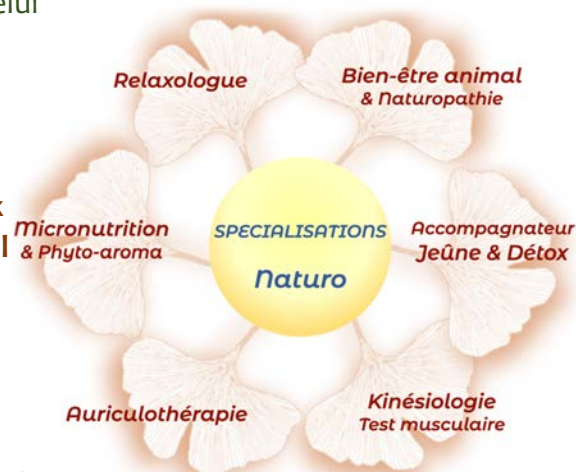 Relaxologue
Bien-être animal
& Naturopathie
Micronutrition
& Phyto-aroma
SPECIALISATIONS
Naturo
Accompagnateur
Jeûne & Détox
Auriculothérapie
Kinésiologie
Test musculaire